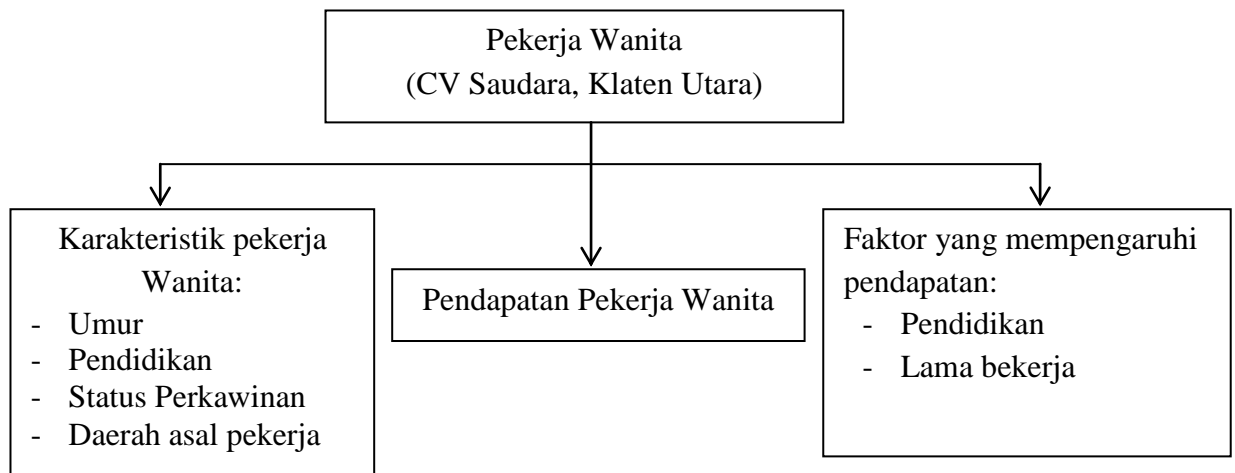 Pekerja Wanita
(CV Saudara, Klaten Utara)
Karakteristik pekerja
Wanita:
- Umur
- Pendidikan
- Status Perkawinan
- Daerah asal pekerja
Pendapatan Pekerja Wanita
Faktor yang mempengaruhi
pendapatan:
- Pendidikan
- Lama bekerja